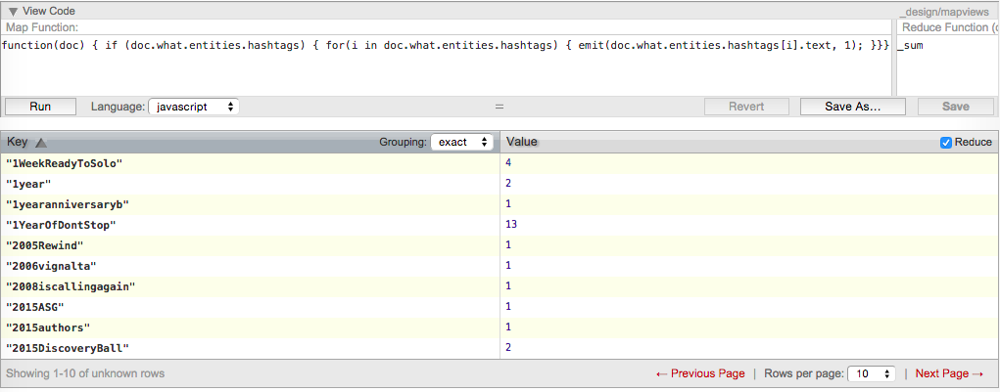 ▼ View Code
_design/mapviews
Map Function:
Reduce Function (
function(doc) { if (doc.what.entities.hashtags) { for(i in doc.what.entities.hashtags) { emit(doc.what.entities.hashtags[i].text, 1); }}}
_sum
Run Language: javascript = Revert Save As... Save
Key ▲ Grouping: exact Value Reduce
"1WeekReadyToSolo" 4
"1year" 2
"1yearanniversaryb" 1
"1YearOfDontStop" 13
"2005Rewind" 1
"2006vignalta" 1
"2008iscallingagain" 1
"2015ASG" 1
"2015authors" 1
"2015DiscoveryBall" 2
Showing 1-10 of unknown rows ← Previous Page | Rows per page: 10 | Next Page →